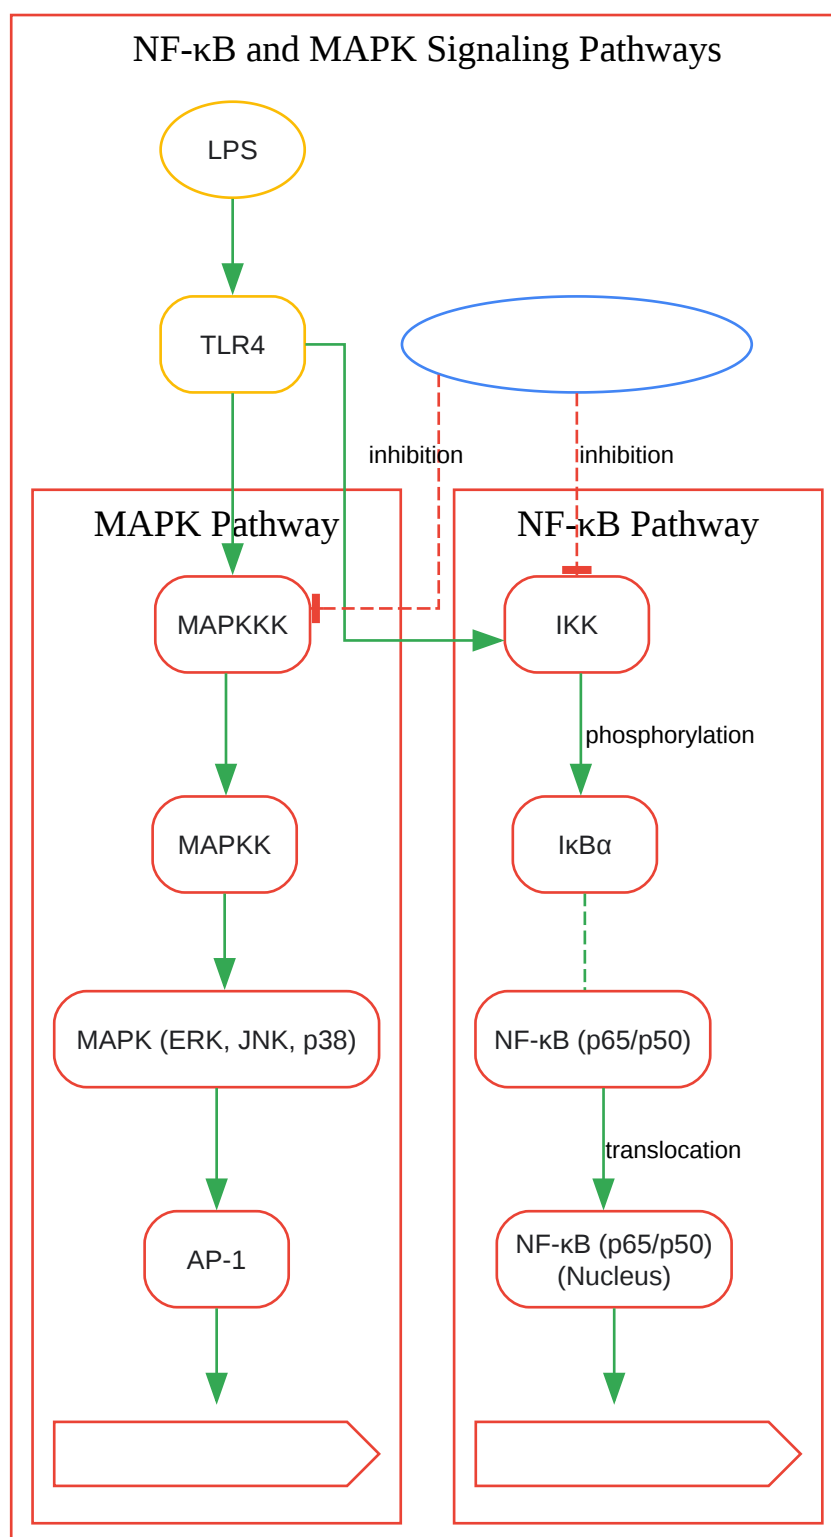 NF-κB and MAPK Signaling Pathways
LPS
TLR4
inhibition
inhibition
MAPK Pathway
NF-κB Pathway
MAPKKK
IKK
phosphorylation
MAPKK
IκBα
MAPK (ERK, JNK, p38)
NF-κB (p65/p50)
translocation
AP-1
NF-κB (p65/p50)
(Nucleus)